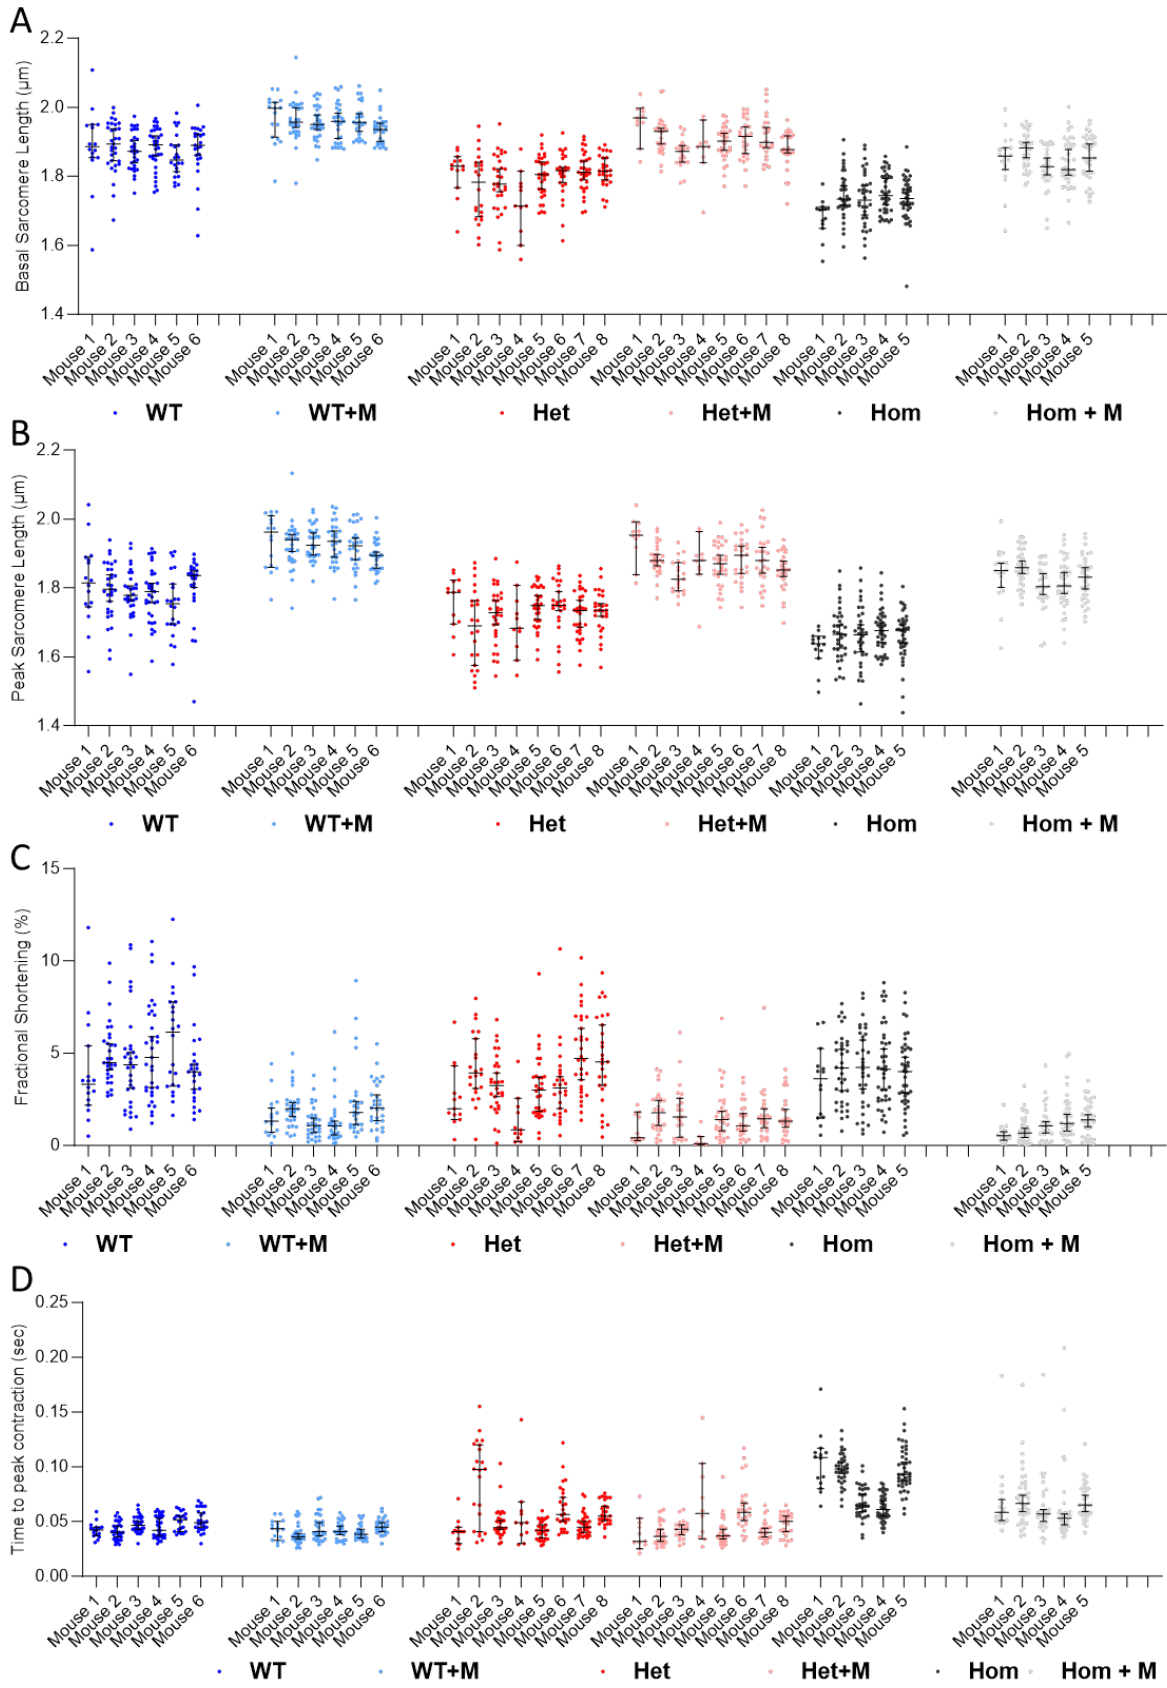 A
Basal Sarcomere Length (µm)
2.2
2.0
1.8
1.6
1.4
Mouse 1 Mouse 2 Mouse 3 Mouse 4 Mouse 5 Mouse 6 Mouse 1 Mouse 2 Mouse 3 Mouse 4 Mouse 5 Mouse 6 Mouse 1 Mouse 2 Mouse 3 Mouse 4 Mouse 5 Mouse 6 Mouse 7 Mouse 8 Mouse 1 Mouse 2 Mouse 3 Mouse 4 Mouse 5 Mouse 6 Mouse 7 Mouse 8 Mouse 1 Mouse 2 Mouse 3 Mouse 4 Mouse 5 Mouse 1 Mouse 2 Mouse 3 Mouse 4 Mouse 5
WT WT+M Het Het+M Hom Hom + M
B
Peak Sarcomere Length (µm)
2.2
2.0
1.8
1.6
1.4
Mouse 1 Mouse 2 Mouse 3 Mouse 4 Mouse 5 Mouse 6 Mouse 1 Mouse 2 Mouse 3 Mouse 4 Mouse 5 Mouse 6 Mouse 1 Mouse 2 Mouse 3 Mouse 4 Mouse 5 Mouse 6 Mouse 7 Mouse 8 Mouse 1 Mouse 2 Mouse 3 Mouse 4 Mouse 5 Mouse 6 Mouse 7 Mouse 8 Mouse 1 Mouse 2 Mouse 3 Mouse 4 Mouse 5 Mouse 1 Mouse 2 Mouse 3 Mouse 4 Mouse 5
WT WT+M Het Het+M Hom Hom + M
C
Fractional Shortening (%)
15
10
5
0
Mouse 1 Mouse 2 Mouse 3 Mouse 4 Mouse 5 Mouse 6 Mouse 1 Mouse 2 Mouse 3 Mouse 4 Mouse 5 Mouse 6 Mouse 1 Mouse 2 Mouse 3 Mouse 4 Mouse 5 Mouse 6 Mouse 7 Mouse 8 Mouse 1 Mouse 2 Mouse 3 Mouse 4 Mouse 5 Mouse 6 Mouse 7 Mouse 8 Mouse 1 Mouse 2 Mouse 3 Mouse 4 Mouse 5 Mouse 1 Mouse 2 Mouse 3 Mouse 4 Mouse 5
WT WT+M Het Het+M Hom Hom + M
D
Time to peak contraction (sec)
0.25
0.20
0.15
0.10
0.05
0.00
Mouse 1 Mouse 2 Mouse 3 Mouse 4 Mouse 5 Mouse 6 Mouse 1 Mouse 2 Mouse 3 Mouse 4 Mouse 5 Mouse 6 Mouse 1 Mouse 2 Mouse 3 Mouse 4 Mouse 5 Mouse 6 Mouse 7 Mouse 8 Mouse 1 Mouse 2 Mouse 3 Mouse 4 Mouse 5 Mouse 6 Mouse 7 Mouse 8 Mouse 1 Mouse 2 Mouse 3 Mouse 4 Mouse 5 Mouse 1 Mouse 2 Mouse 3 Mouse 4 Mouse 5
WT WT+M Het Het+M Hom Hom + M